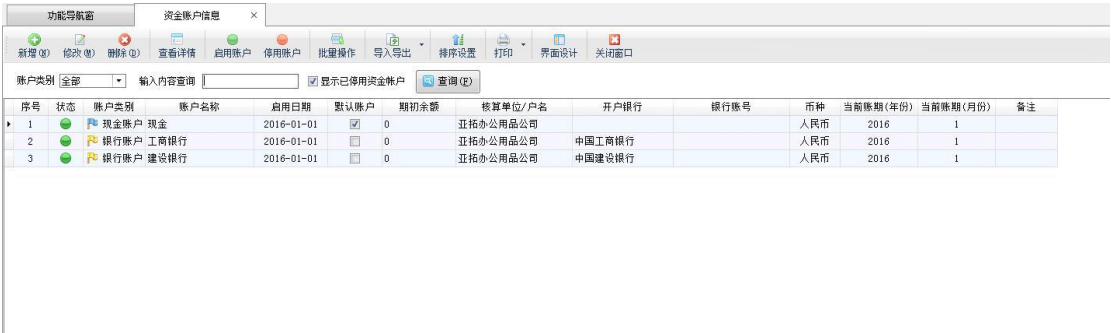 功能导航窗 资金账户信息 ×
新增(N) 修改(M) 删除(D) 查看详情 启用账户 停用账户 批量操作 导入导出 排序设置 打印 界面设计 关闭窗口
账户类别 全部 输入内容查询 显示已停用资金帐户 查询(F)
序号 状态 账户类别 账户名称 启用日期 默认账户 期初余额 核算单位/户名 开户银行 银行账号 币种 当前账期(年份) 当前账期(月份) 备注
1 现金账户 现金 2016-01-01 0 亚拓办公用品公司 人民币 2016 1
2 银行账户 工商银行 2016-01-01 0 亚拓办公用品公司 中国工商银行 人民币 2016 1
3 银行账户 建设银行 2016-01-01 0 亚拓办公用品公司 中国建设银行 人民币 2016 1